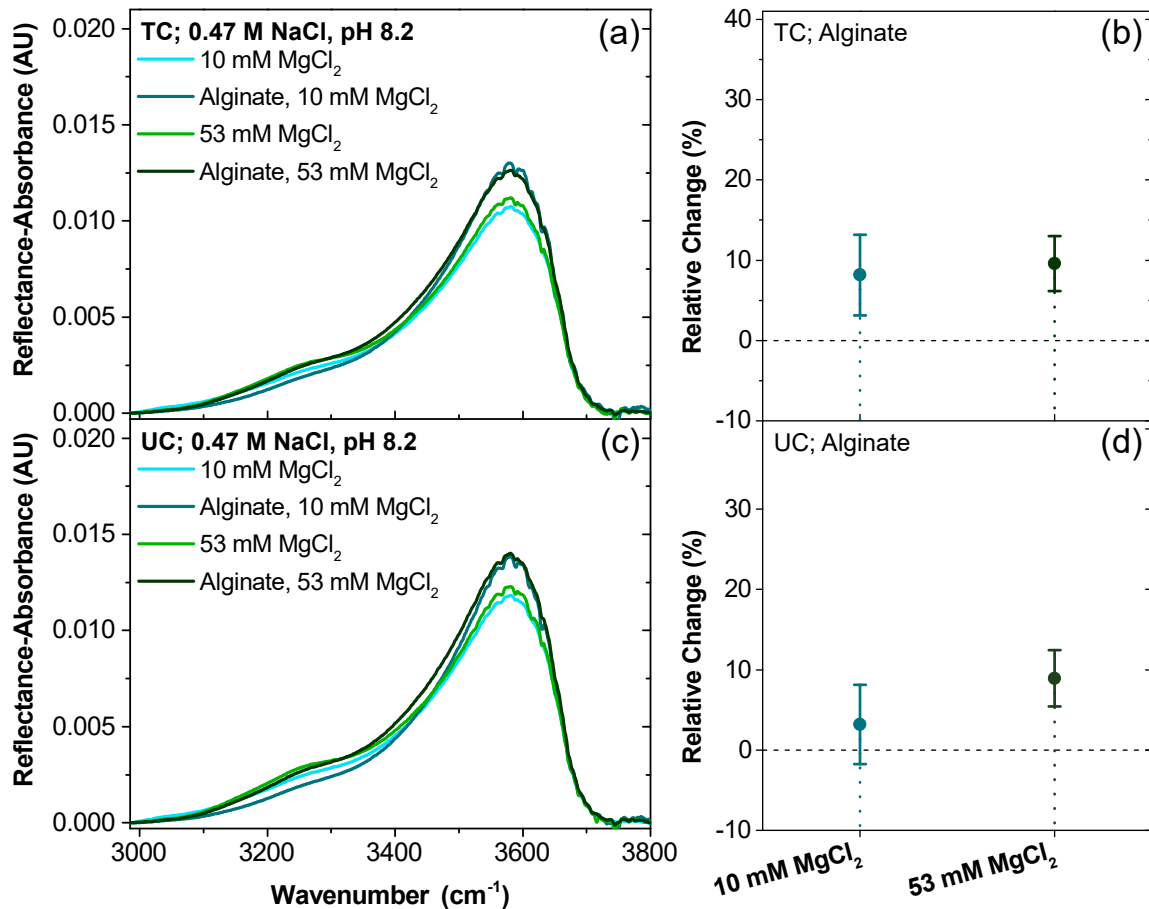 TC; 0.47 M NaCl, pH 8.2
(a)
10 mM MgCl₂
Alginate, 10 mM MgCl₂
53 mM MgCl₂
Alginate, 53 mM MgCl₂
Reflectance-Absorbance (AU)
0.020
0.015
0.010
0.005
0.000
TC; Alginate
(b)
Relative Change (%)
40
30
20
10
0
-10
UC; 0.47 M NaCl, pH 8.2
(c)
10 mM MgCl₂
Alginate, 10 mM MgCl₂
53 mM MgCl₂
Alginate, 53 mM MgCl₂
Reflectance-Absorbance (AU)
0.020
0.015
0.010
0.005
0.000
3000 3200 3400 3600 3800
Wavenumber (cm⁻¹)
UC; Alginate
(d)
Relative Change (%)
30
20
10
0
-10
10 mM MgCl₂
53 mM MgCl₂